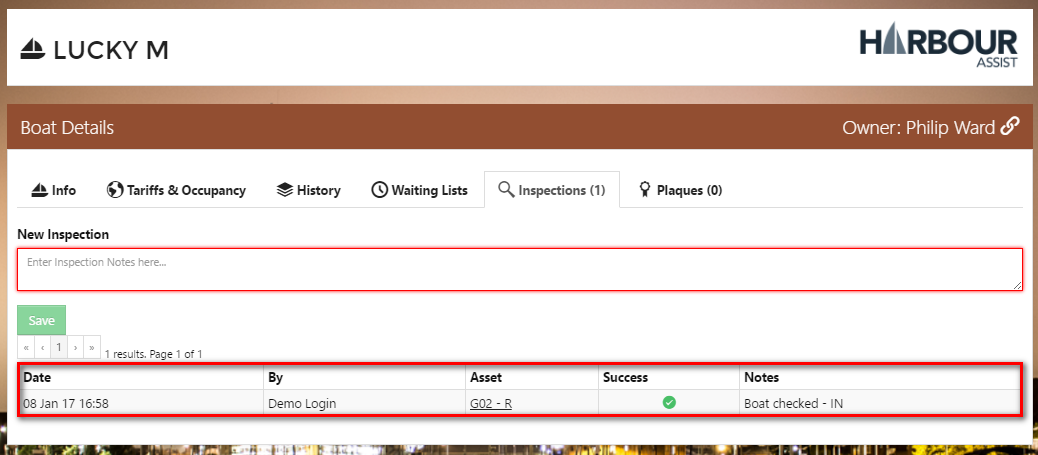 LUCKY M
HARBOUR
ASSIST
Boat Details
Owner: Philip Ward
Info
Tariffs & Occupancy
History
Waiting Lists
Inspections (1)
Plaques (0)
New Inspection
Enter Inspection Notes here...
Save
« ‹ 1 › » 1 results. Page 1 of 1
Date By Asset Success Notes
08 Jan 17 16:58 Demo Login G02 - R Boat checked - IN